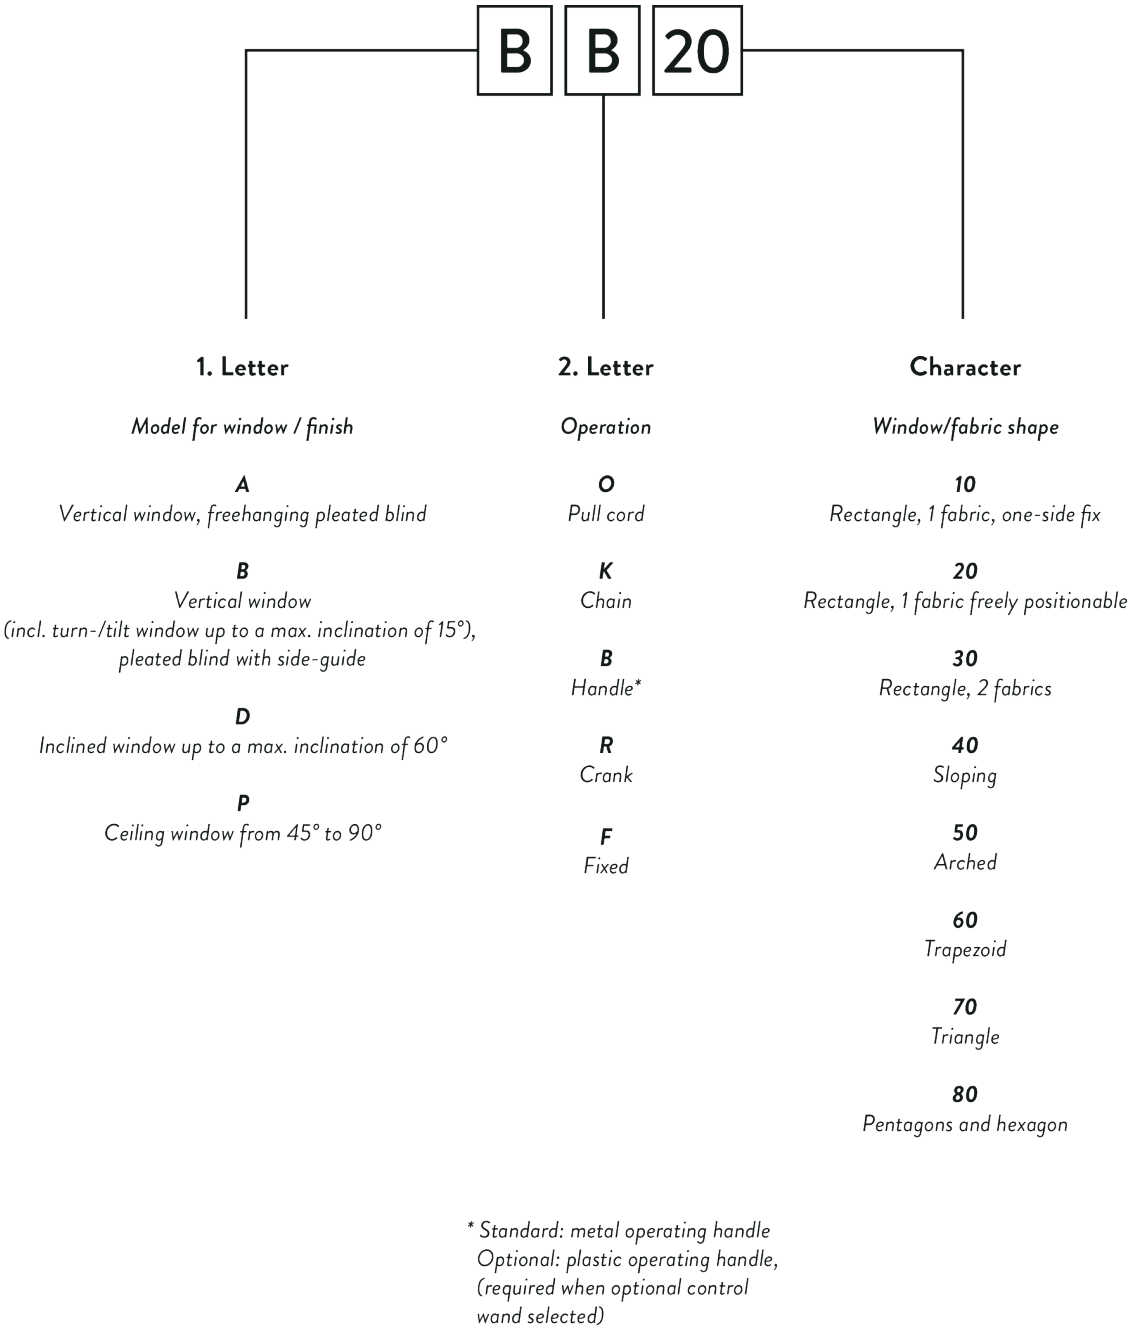 B B 20
1. Letter
Model for window / finish
A
Vertical window, freehanging pleated blind
B
Vertical window
(incl. turn-/tilt window up to a max. inclination of 15°),
pleated blind with side-guide
D
Inclined window up to a max. inclination of 60°
P
Ceiling window from 45° to 90°
2. Letter
Operation
O
Pull cord
K
Chain
B
Handle*
R
Crank
F
Fixed
Character
Window/fabric shape
10
Rectangle, 1 fabric, one-side fix
20
Rectangle, 1 fabric freely positionable
30
Rectangle, 2 fabrics
40
Sloping
50
Arched
60
Trapezoid
70
Triangle
80
Pentagons and hexagon
* Standard: metal operating handle
Optional: plastic operating handle,
(required when optional control
wand selected)